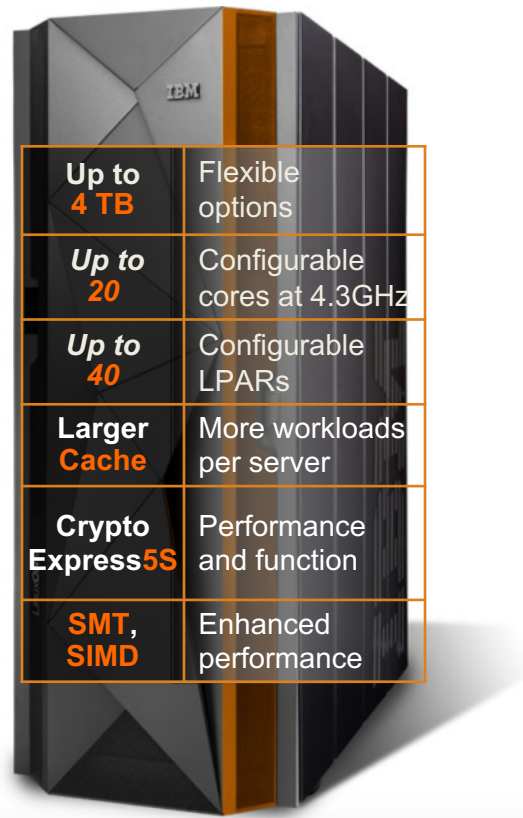 IBM
Up to
4 TB
Flexible
options
Up to
20
Configurable
cores at 4.3GHz
Up to
40
Configurable
LPARs
Larger
Cache
More workloads
per server
Crypto
Express5S
Performance
and function
SMT,
SIMD
Enhanced
performance